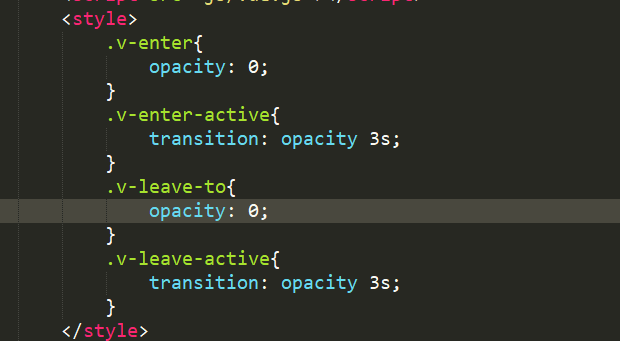 <style>
.v-enter{
opacity: 0;
}
.v-enter-active{
transition: opacity 3s;
}
.v-leave-to{
opacity: 0;
}
.v-leave-active{
transition: opacity 3s;
}
</style>